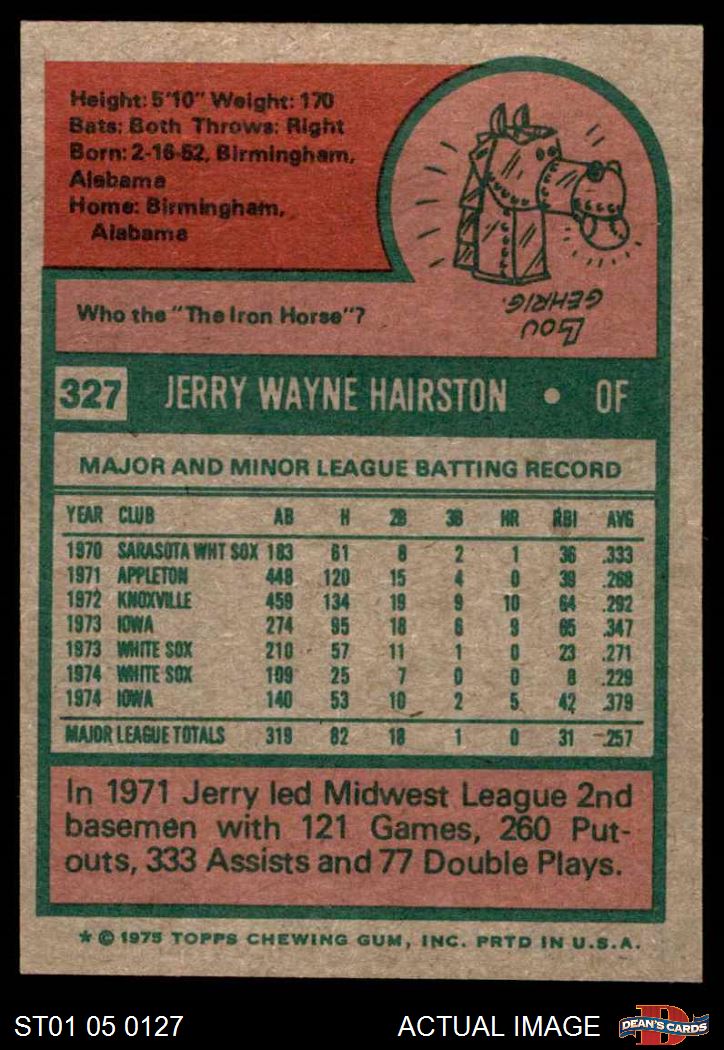 Height: 5'10" Weight: 170
Bats: Both Throws: Right
Born: 2-16-52, Birmingham,
Alabama
Home: Birmingham,
Alabama
LOU
GEHRIG.
Who the "The Iron Horse"?
327 JERRY WAYNE HAIRSTON • OF
MAJOR AND MINOR LEAGUE BATTING RECORD
YEAR CLUB AB H 2B 3B HR RBI AVG
1970 SARASOTA WHT SOX 183 61 8 2 1 36 .333
1971 APPLETON 448 120 15 4 0 39 .268
1972 KNOXVILLE 459 134 19 9 10 64 .292
1973 IOWA 274 95 18 6 9 65 .347
1973 WHITE SOX 210 57 11 1 0 23 .271
1974 WHITE SOX 109 25 7 0 0 8 .229
1974 IOWA 140 53 10 2 5 42 .379
MAJOR LEAGUE TOTALS 319 82 18 1 0 31 .257
In 1971 Jerry led Midwest League 2nd
basemen with 121 Games, 260 Put-
outs, 333 Assists and 77 Double Plays.
* © 1975 TOPPS CHEWING GUM, INC. PRTD IN U.S.A.
ST01 05 0127 ACTUAL IMAGE D DEAN'S CARDS